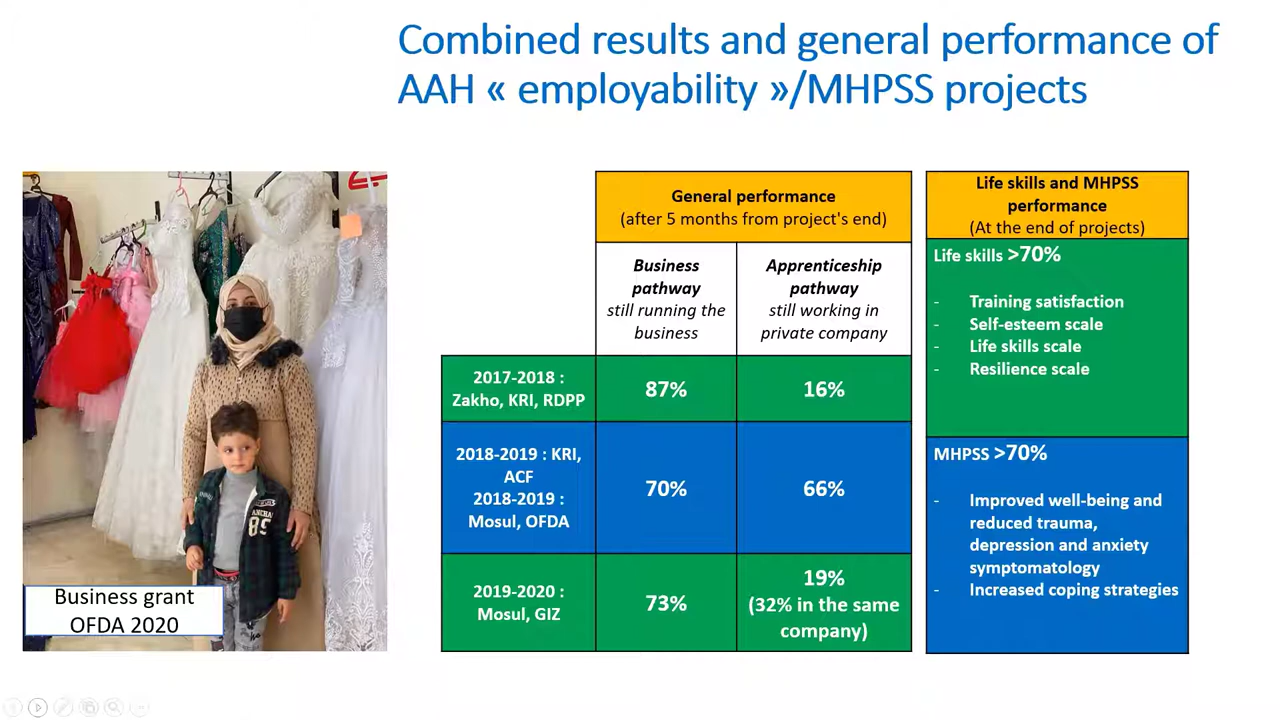 Combined results and general performance of
AAH « employability »/MHPSS projects
Business grant
OFDA 2020
ANCHA
89
General performance
(after 5 months from project's end)
Business
pathway
still running the
business
Apprenticeship
pathway
still working in
private company
2017-2018 :
Zakho, KRI, RDPP
87%
16%
2018-2019 : KRI,
ACF
2018-2019 :
Mosul, OFDA
70%
66%
2019-2020 :
Mosul, GIZ
73%
19%
(32% in the same
company)
Life skills and MHPSS
performance
(At the end of projects)
Life skills >70%
- Training satisfaction
- Self-esteem scale
- Life skills scale
- Resilience scale
MHPSS >70%
- Improved well-being and
reduced trauma,
depression and anxiety
symptomatology
- Increased coping strategies